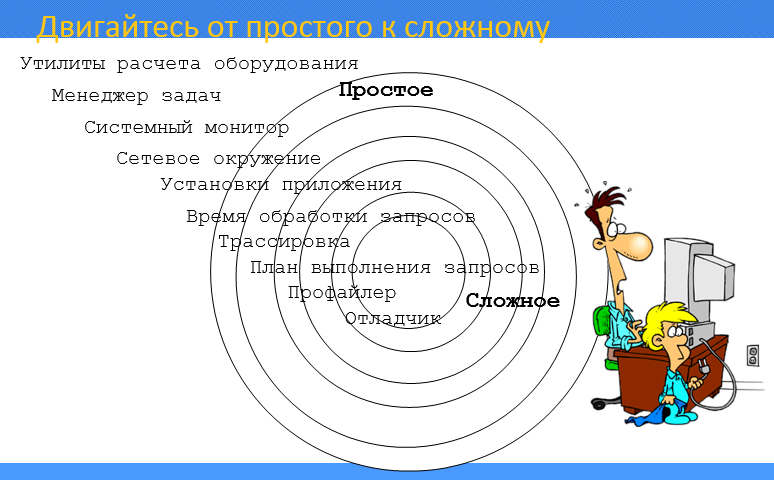 Двигайтесь от простого к сложному
Утилиты расчета оборудования
Простое
Менеджер задач
Системный монитор
Сетевое окружение
Установки приложения
Время обработки запросов
Трассировка
План выполнения запросов
Профайлер
Сложное
Отладчик